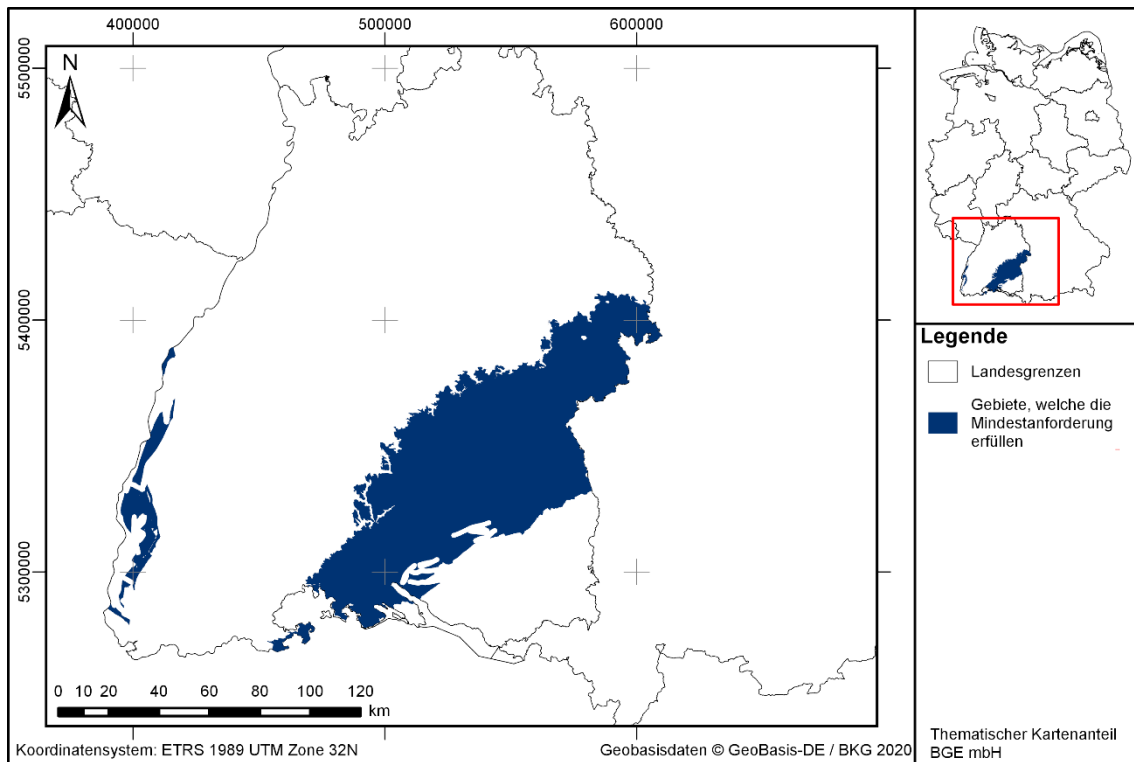 400000 500000 600000
N
5500000
5400000
5300000
0 10 20 40 60 80 100 120
km
Koordinatensystem: ETRS 1989 UTM Zone 32N
Geobasisdaten © GeoBasis-DE / BKG 2020
Legende
Landesgrenzen
Gebiete, welche die
Mindestanforderung
erfüllen
Thematischer Kartenanteil
BGE mbH